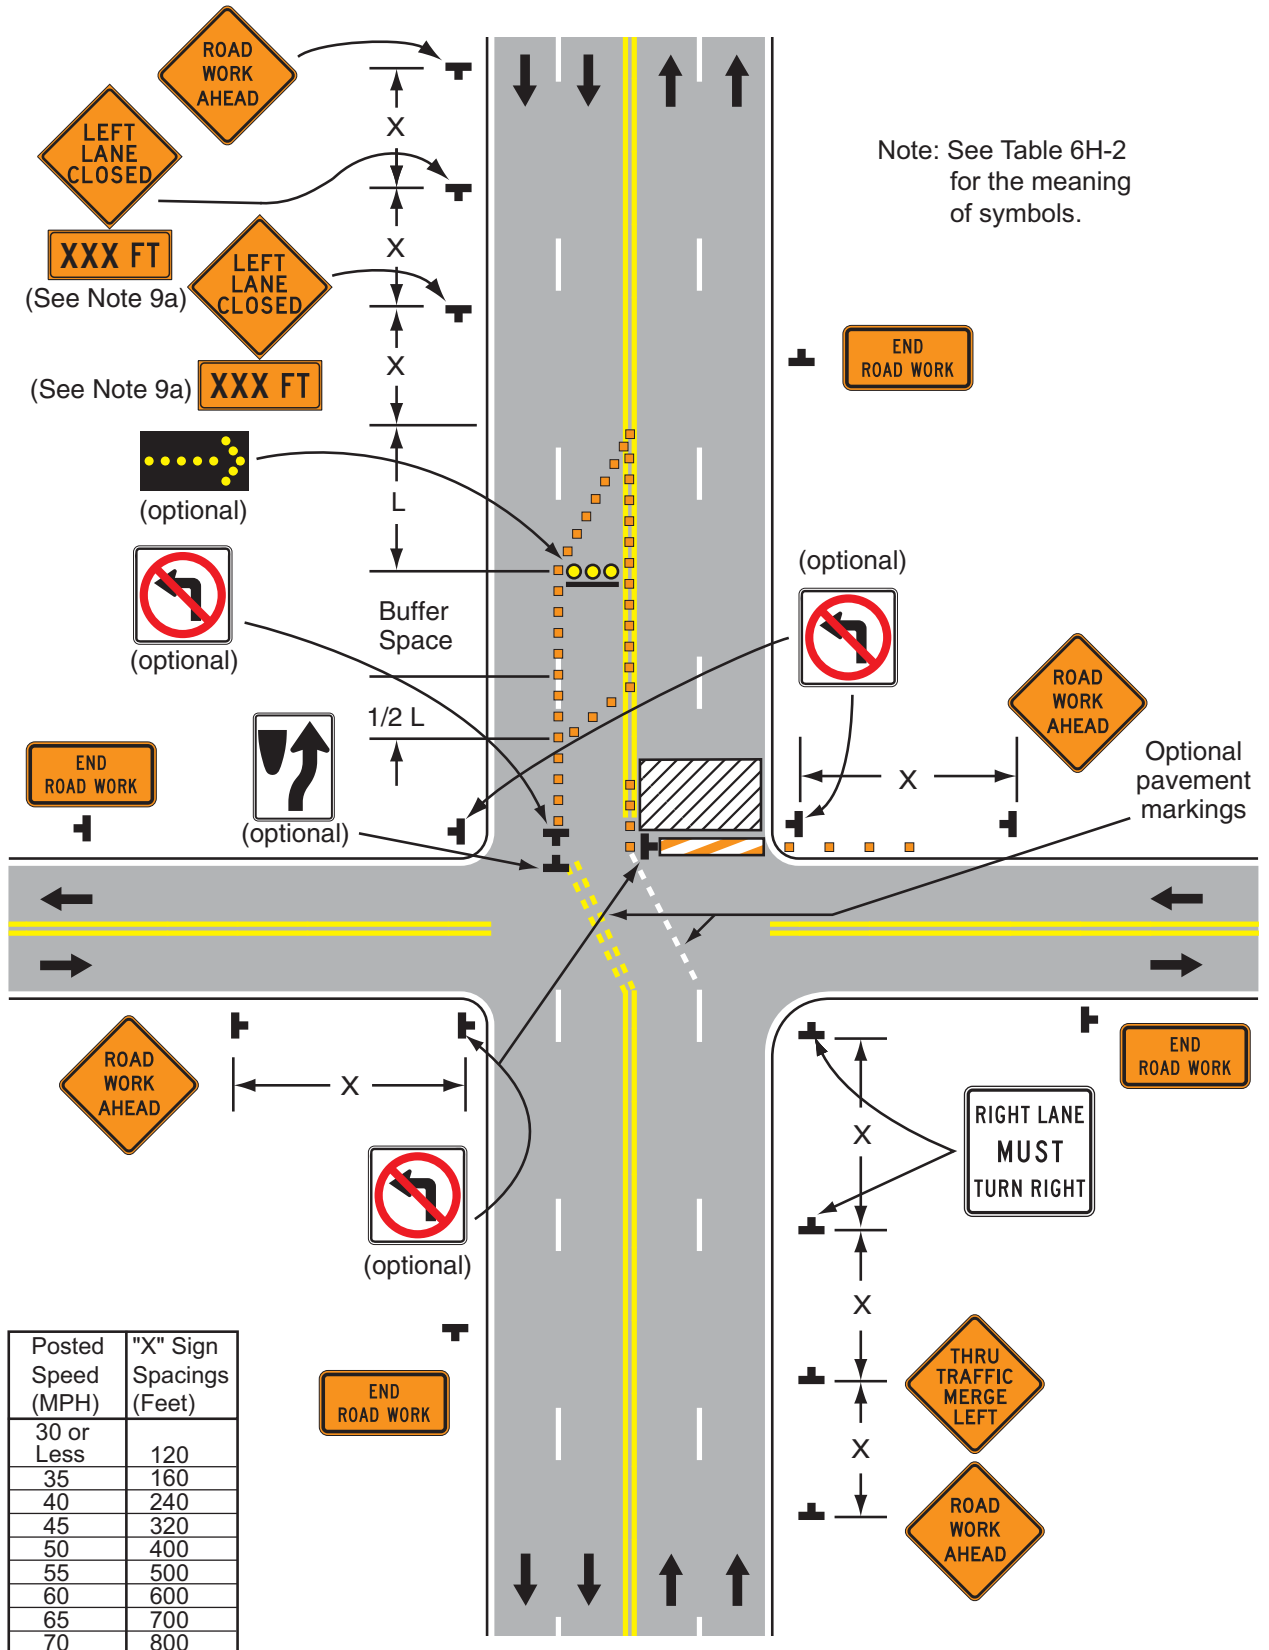 ROAD
WORK
AHEAD
X
LEFT
LANE
CLOSED
XXX FT
(See Note 9a)
X
LEFT
LANE
CLOSED
XXX FT
(See Note 9a)
X
Note: See Table 6H-2
for the meaning
of symbols.
END
ROAD WORK
(optional)
L
(optional)
Buffer
Space
1/2 L
(optional)
ROAD
WORK
AHEAD
X
Optional
pavement
markings
END
ROAD WORK
(optional)
ROAD
WORK
AHEAD
X
(optional)
END
ROAD WORK
X
RIGHT LANE
MUST
TURN RIGHT
X
THRU
TRAFFIC
MERGE
LEFT
X
ROAD
WORK
AHEAD
END
ROAD WORK
Posted Speed (MPH) "X" Sign Spacings (Feet)
30 or Less 120
35 160
40 240
45 320
50 400
55 500
60 600
65 700
70 800